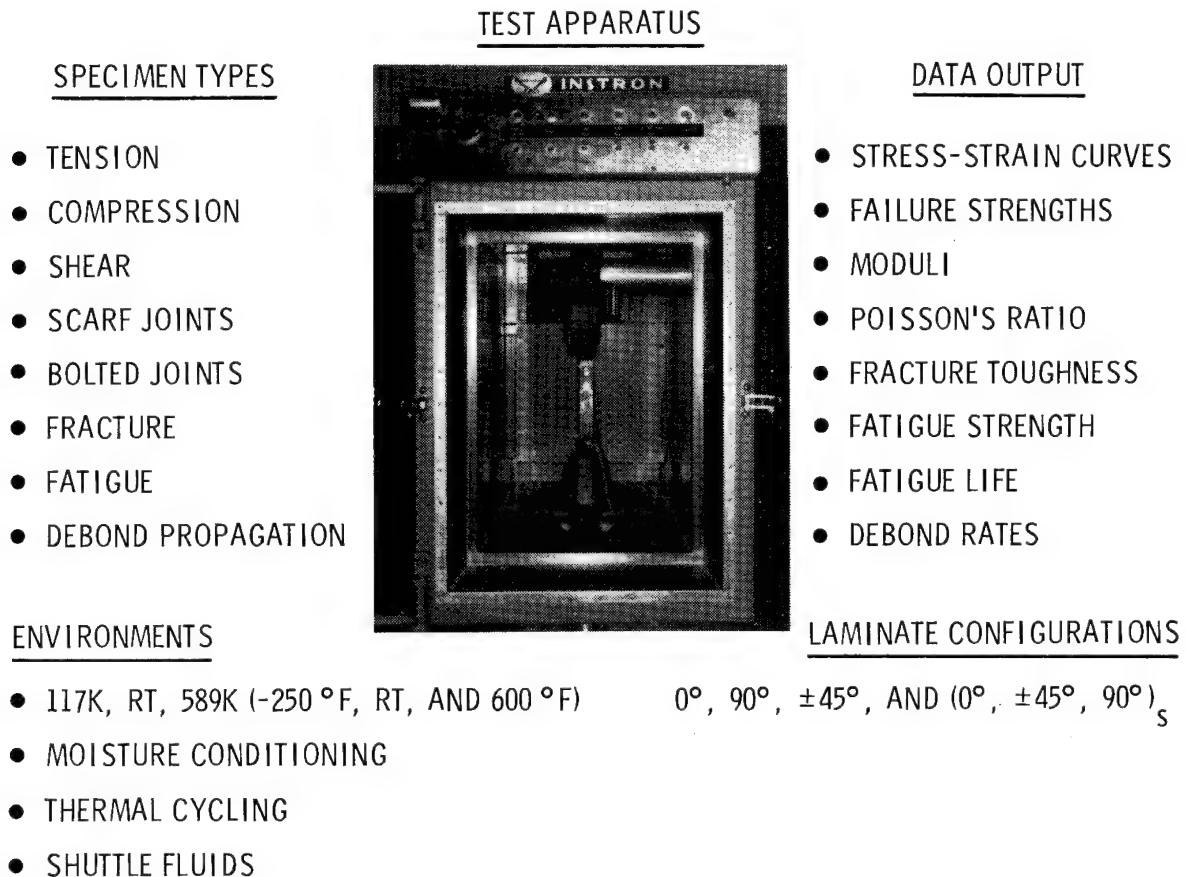 TEST APPARATUS
SPECIMEN TYPES
• TENSION
• COMPRESSION
• SHEAR
• SCARF JOINTS
• BOLTED JOINTS
• FRACTURE
• FATIGUE
• DEBOND PROPAGATION
INSTRON
DATA OUTPUT
• STRESS-STRAIN CURVES
• FAILURE STRENGTHS
• MODULI
• POISSON'S RATIO
• FRACTURE TOUGHNESS
• FATIGUE STRENGTH
• FATIGUE LIFE
• DEBOND RATES
ENVIRONMENTS
• 117K, RT, 589K (-250 °F, RT, AND 600 °F)
• MOISTURE CONDITIONING
• THERMAL CYCLING
• SHUTTLE FLUIDS
LAMINATE CONFIGURATIONS
0°, 90°, ±45°, AND (0°, ±45°, 90°)s